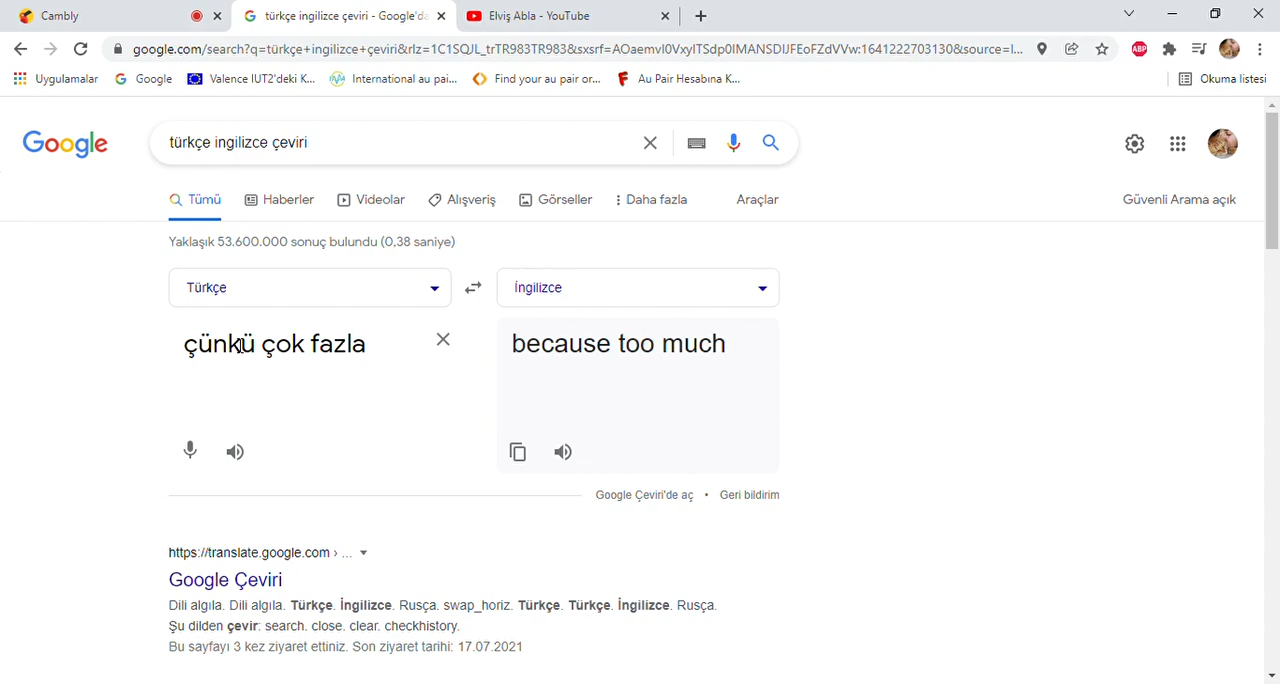 Cambly
türkçe ingilizce çeviri - Google'da
Elviş Abla - YouTube
google.com/search?q=türkçe+ingilizce+çeviri&rlz=1C1SQJL_trTR983TR983&sxsrf=AOaemvI0VxylTSdp0IMANSDlJFEoFZdVVw:1641222703130&source=l...
ABP
Uygulamalar
Google
Valence IUT2'deki K...
International au pai...
Find your au pair or...
Au Pair Hesabına K...
Okuma listesi
Google
türkçe ingilizce çeviri
Tümü
Haberler
Videolar
Alışveriş
Görseller
Daha fazla
Araçlar
Güvenli Arama açık
Yaklaşık 53.600.000 sonuç bulundu (0,38 saniye)
Türkçe
İngilizce
çünkü çok fazla
because too much
Google Çeviri'de aç • Geri bildirim
https://translate.google.com › ...
Google Çeviri
Dili algıla. Dili algıla. Türkçe. İngilizce. Rusça. swap_horiz. Türkçe. Türkçe. İngilizce. Rusça.
Şu dilden çevir: search. close. clear. checkhistory.
Bu sayfayı 3 kez ziyaret ettiniz. Son ziyaret tarihi: 17.07.2021